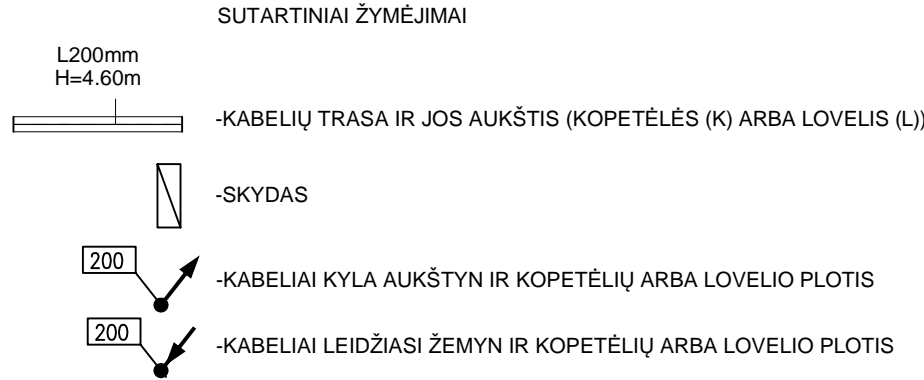 SUTARTINIAI ŽYMĖJIMAI
L200mm
H=4.60m
-KABELIŲ TRASA IR JOS AUKŠTIS (KOPETĖLĖS (K) ARBA LOVELIS (L))
-SKYDAS
200
-KABELIAI KYLA AUKŠTYN IR KOPETĖLIŲ ARBA LOVELIO PLOTIS
200
-KABELIAI LEIDŽIASI ŽEMYN IR KOPETĖLIŲ ARBA LOVELIO PLOTIS